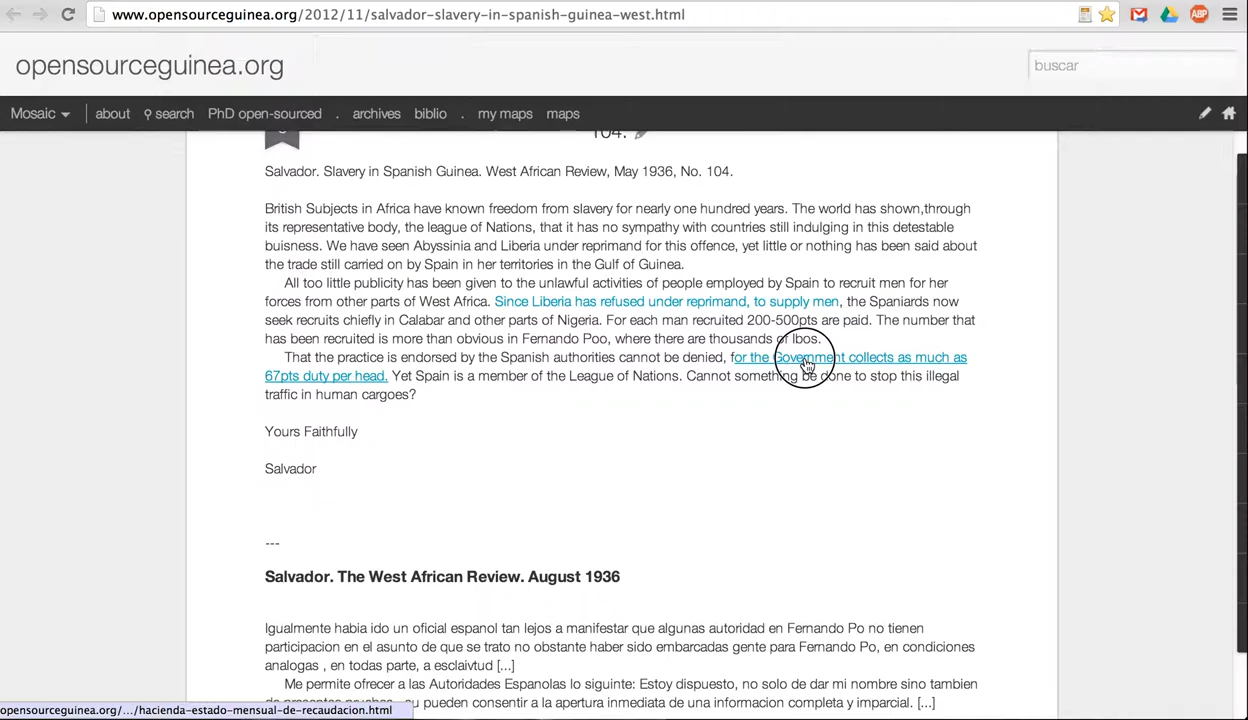 www.opensourceguinea.org/2012/11/salvador-slavery-in-spanish-guinea-west.html
ABP
opensourceguinea.org
buscar
Mosaic about search PhD open-sourced . archives biblio . my maps maps
104.
Salvador. Slavery in Spanish Guinea. West African Review, May 1936, No. 104.
British Subjects in Africa have known freedom from slavery for nearly one hundred years. The world has shown,through
its representative body, the league of Nations, that it has no sympathy with countries still indulging in this detestable
buisness. We have seen Abyssinia and Liberia under reprimand for this offence, yet little or nothing has been said about
the trade still carried on by Spain in her territories in the Gulf of Guinea.
All too little publicity has been given to the unlawful activities of people employed by Spain to recruit men for her
forces from other parts of West Africa. Since Liberia has refused under reprimand, to supply men, the Spaniards now
seek recruits chiefly in Calabar and other parts of Nigeria. For each man recruited 200-500pts are paid. The number that
has been recruited is more than obvious in Fernando Poo, where there are thousands of Ibos.
That the practice is endorsed by the Spanish authorities cannot be denied, for the Government collects as much as
67pts duty per head. Yet Spain is a member of the League of Nations. Cannot something be done to stop this illegal
traffic in human cargoes?
Yours Faithfully
Salvador
---
Salvador. The West African Review. August 1936
Igualmente habia ido un oficial espanol tan lejos a manifestar que algunas autoridad en Fernando Po no tienen
participacion en el asunto de que se trato no obstante haber sido embarcadas gente para Fernando Po, en condiciones
analogas , en todas parte, a esclaivtud [...]
Me permite ofrecer a las Autoridades Espanolas lo siguiente: Estoy dispuesto, no solo de dar mi nombre sino tambien
de presentar pruebas, su pueden consentir a la apertura inmediata de una informacion completa y imparcial. [...]
opensourceguinea.org/.../hacienda-estado-mensual-de-recaudacion.html